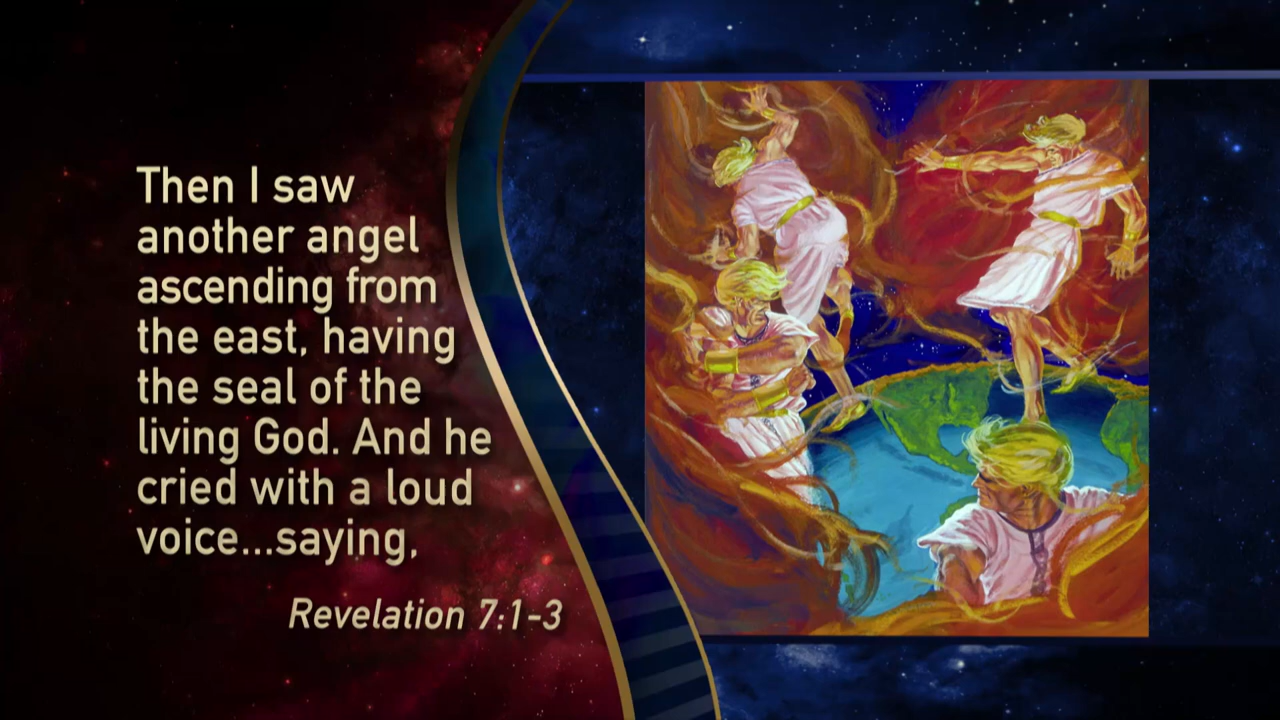 Then I saw
another angel
ascending from
the east, having
the seal of the
living God. And he
cried with a loud
voice...saying,
Revelation 7:1-3